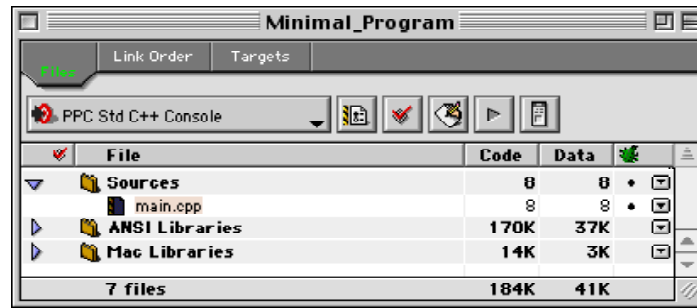 Minimal_Program
Files Link Order Targets
PPC Std C++ Console
File Code Data
Sources 8 8
main.cpp 8 8
ANSI Libraries 170K 37K
Mac Libraries 14K 3K
7 files 184K 41K